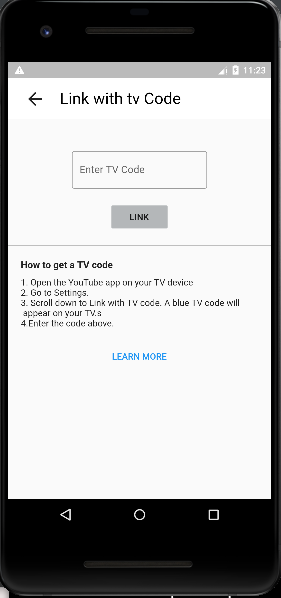 11:23
Link with tv Code
Enter TV Code
LINK
How to get a TV code
1. Open the YouTube app on your TV device
2. Go to Settings.
3. Scroll down to Link with TV code. A blue TV code will
appear on your TV.s
4 Enter the code above.
LEARN MORE